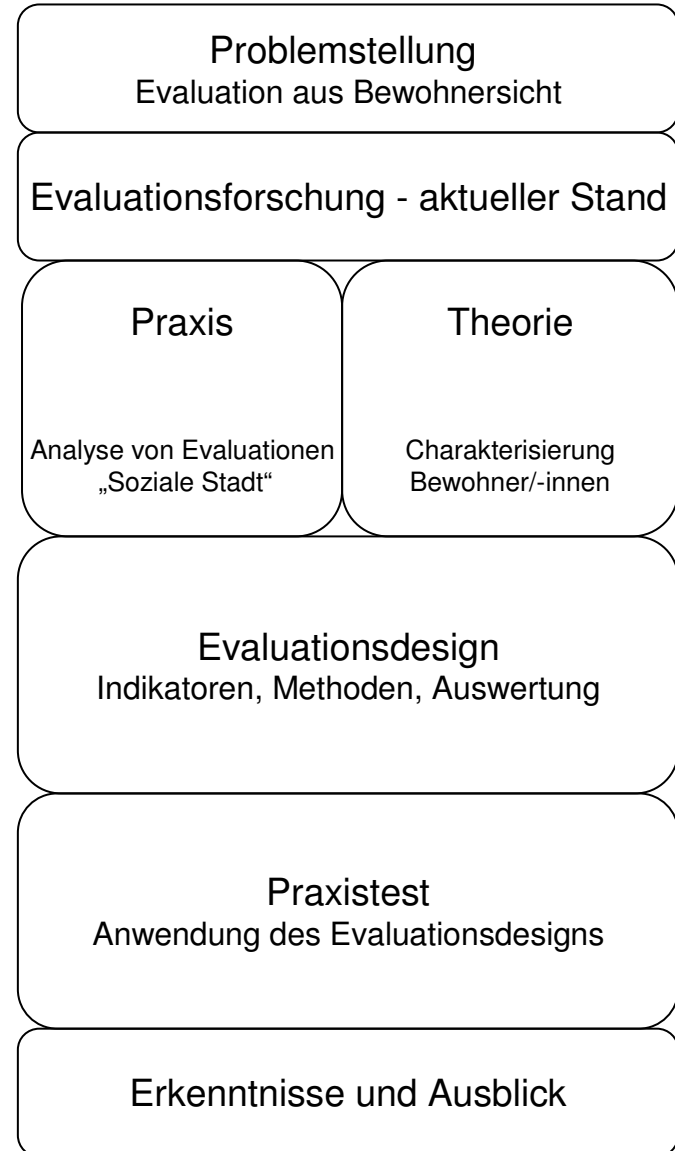 Problemstellung
Evaluation aus Bewohnersicht
Evaluationsforschung - aktueller Stand
Praxis
Analyse von Evaluationen
„Soziale Stadt“
Theorie
Charakterisierung
Bewohner/-innen
Evaluationsdesign
Indikatoren, Methoden, Auswertung
Praxistest
Anwendung des Evaluationsdesigns
Erkenntnisse und Ausblick